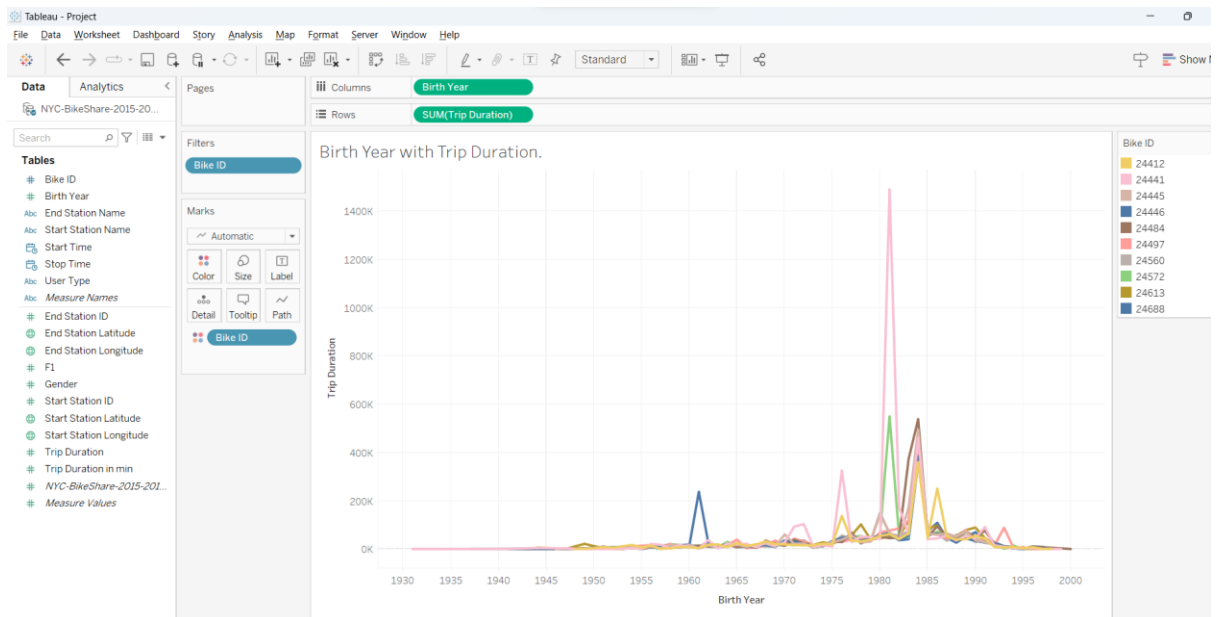 Tableau - Project
File Data Worksheet Dashboard Story Analysis Map Format Server Window Help
Standard
Show M
Data Analytics
NYC-BikeShare-2015-20...
Search
Tables
Bike ID
Birth Year
Abc End Station Name
Abc Start Station Name
Start Time
Stop Time
Abc User Type
Abc Measure Names
End Station ID
End Station Latitude
End Station Longitude
F1
Gender
Start Station ID
Start Station Latitude
Start Station Longitude
Trip Duration
Trip Duration in min
NYC-BikeShare-2015-201...
Measure Values
Pages
Filters
Bike ID
Marks
Automatic
Color Size Label
Detail Tooltip Path
Bike ID
Columns Birth Year
Rows SUM(Trip Duration)
Birth Year with Trip Duration.
Trip Duration
1400K
1200K
1000K
800K
600K
400K
200K
0K
1930 1935 1940 1945 1950 1955 1960 1965 1970 1975 1980 1985 1990 1995 2000
Birth Year
Bike ID
24412
24441
24445
24446
24484
24497
24560
24572
24613
24688